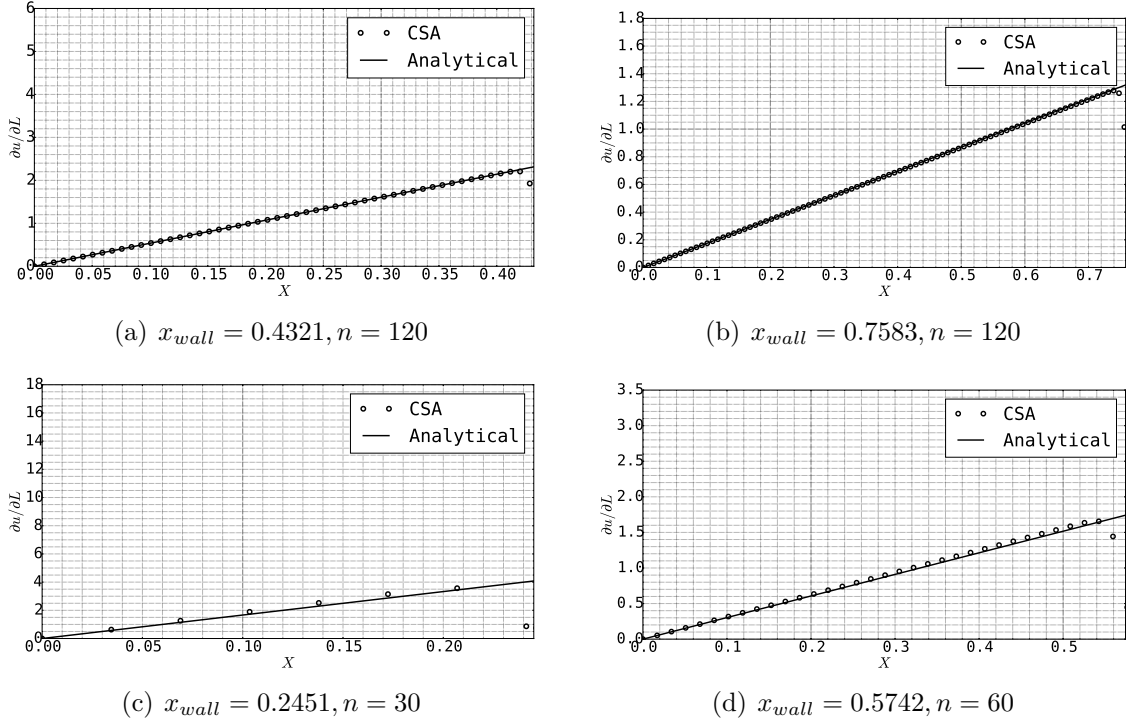 6
5
4
3
2
1
0
∂u/∂L
CSA
Analytical
0.00 0.05 0.10 0.15 0.20 0.25 0.30 0.35 0.40
X
(a) x_wall = 0.4321, n = 120
1.8
1.6
1.4
1.2
1.0
0.8
0.6
0.4
0.2
0.0
∂u/∂L
CSA
Analytical
0.0 0.1 0.2 0.3 0.4 0.5 0.6 0.7
X
(b) x_wall = 0.7583, n = 120
18
16
14
12
10
8
6
4
2
0
∂u/∂L
CSA
Analytical
0.00 0.05 0.10 0.15 0.20
X
(c) x_wall = 0.2451, n = 30
3.5
3.0
2.5
2.0
1.5
1.0
0.5
0.0
∂u/∂L
CSA
Analytical
0.0 0.1 0.2 0.3 0.4 0.5
X
(d) x_wall = 0.5742, n = 60